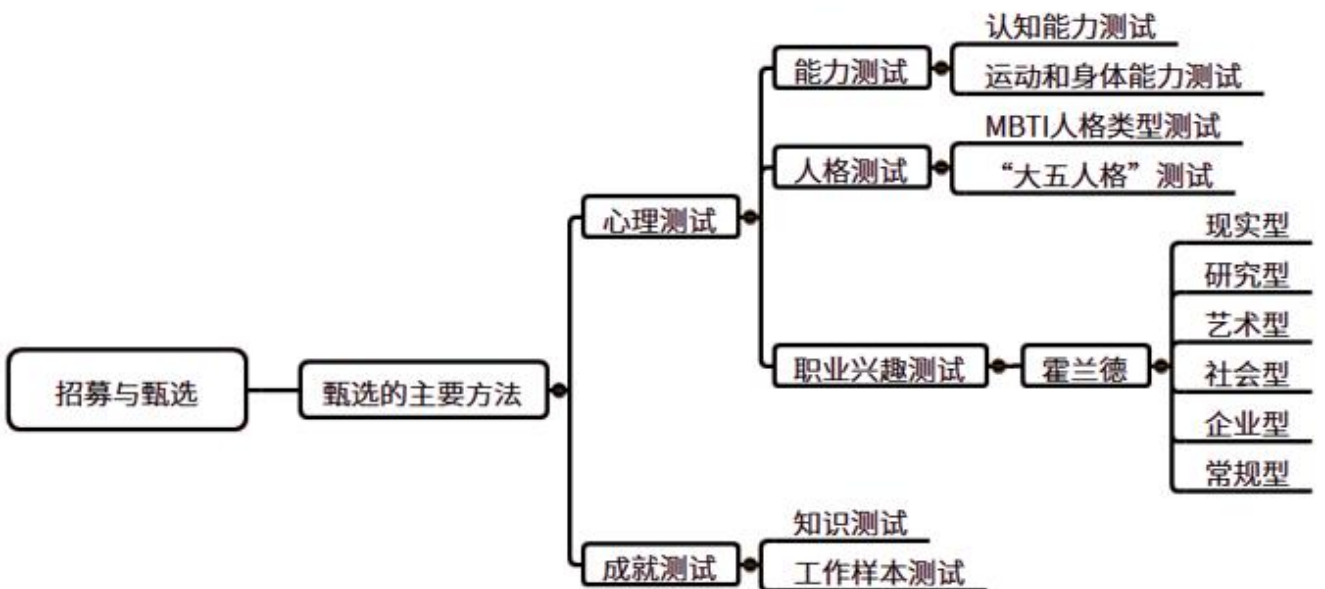 招募与甄选
甄选的主要方法
心理测试
能力测试
认知能力测试
运动和身体能力测试
人格测试
MBTI人格类型测试
“大五人格”测试
职业兴趣测试
霍兰德
现实型
研究型
艺术型
社会型
企业型
常规型
成就测试
知识测试
工作样本测试